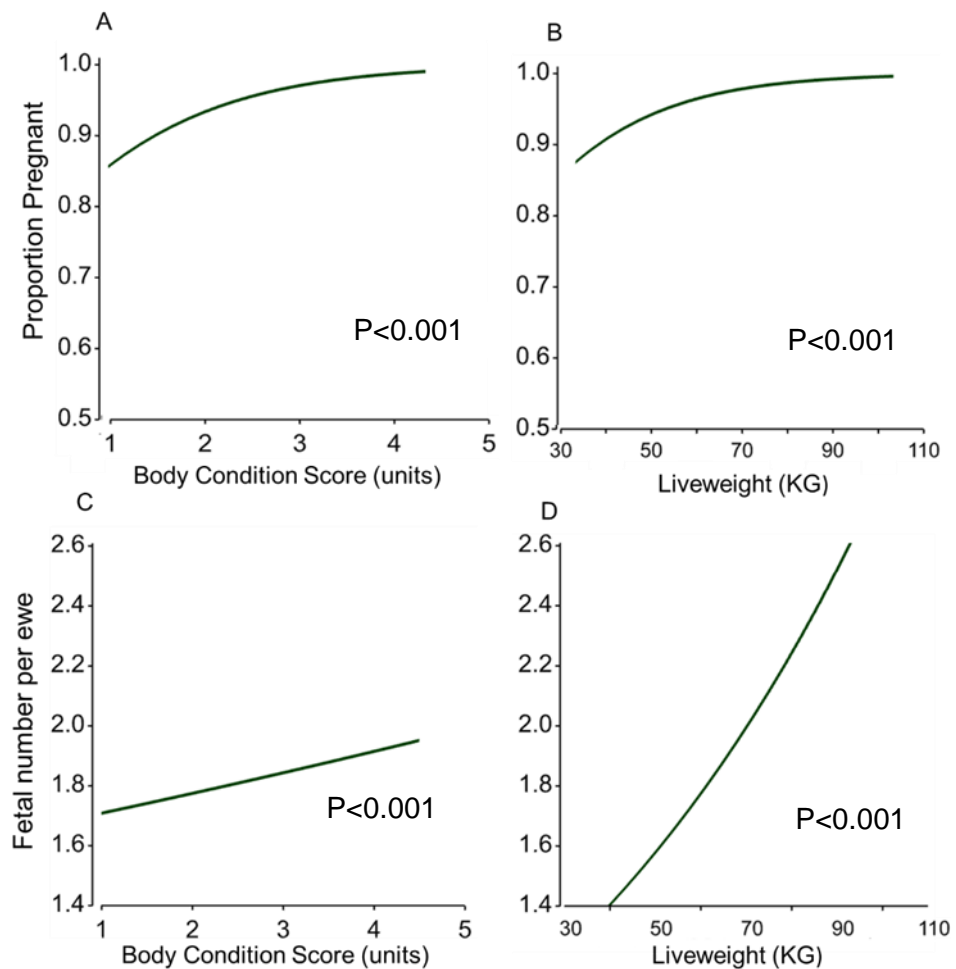 A
1.0
0.9
0.8
0.7
0.6
0.5
Proportion Pregnant
P<0.001
1 2 3 4 5
Body Condition Score (units)
B
1.0
0.9
0.8
0.7
0.6
0.5
P<0.001
30 50 70 90 110
Liveweight (KG)
C
2.6
2.4
2.2
2.0
1.8
1.6
1.4
Fetal number per ewe
P<0.001
1 2 3 4 5
Body Condition Score (units)
D
2.6
2.4
2.2
2.0
1.8
1.6
1.4
P<0.001
30 50 70 90 110
Liveweight (KG)